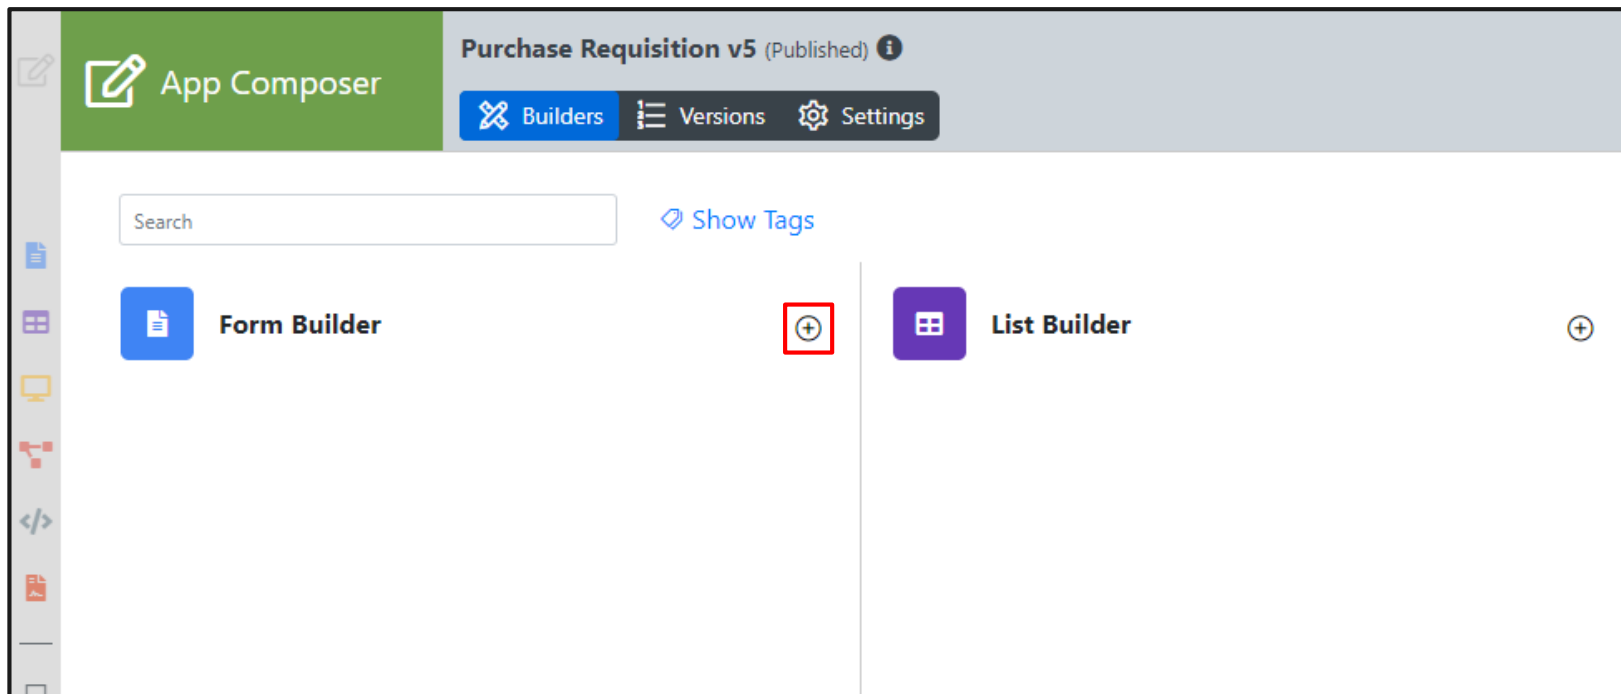 App Composer
Purchase Requisition v5 (Published)
Builders
Versions
Settings
Search
Show Tags
Form Builder
List Builder